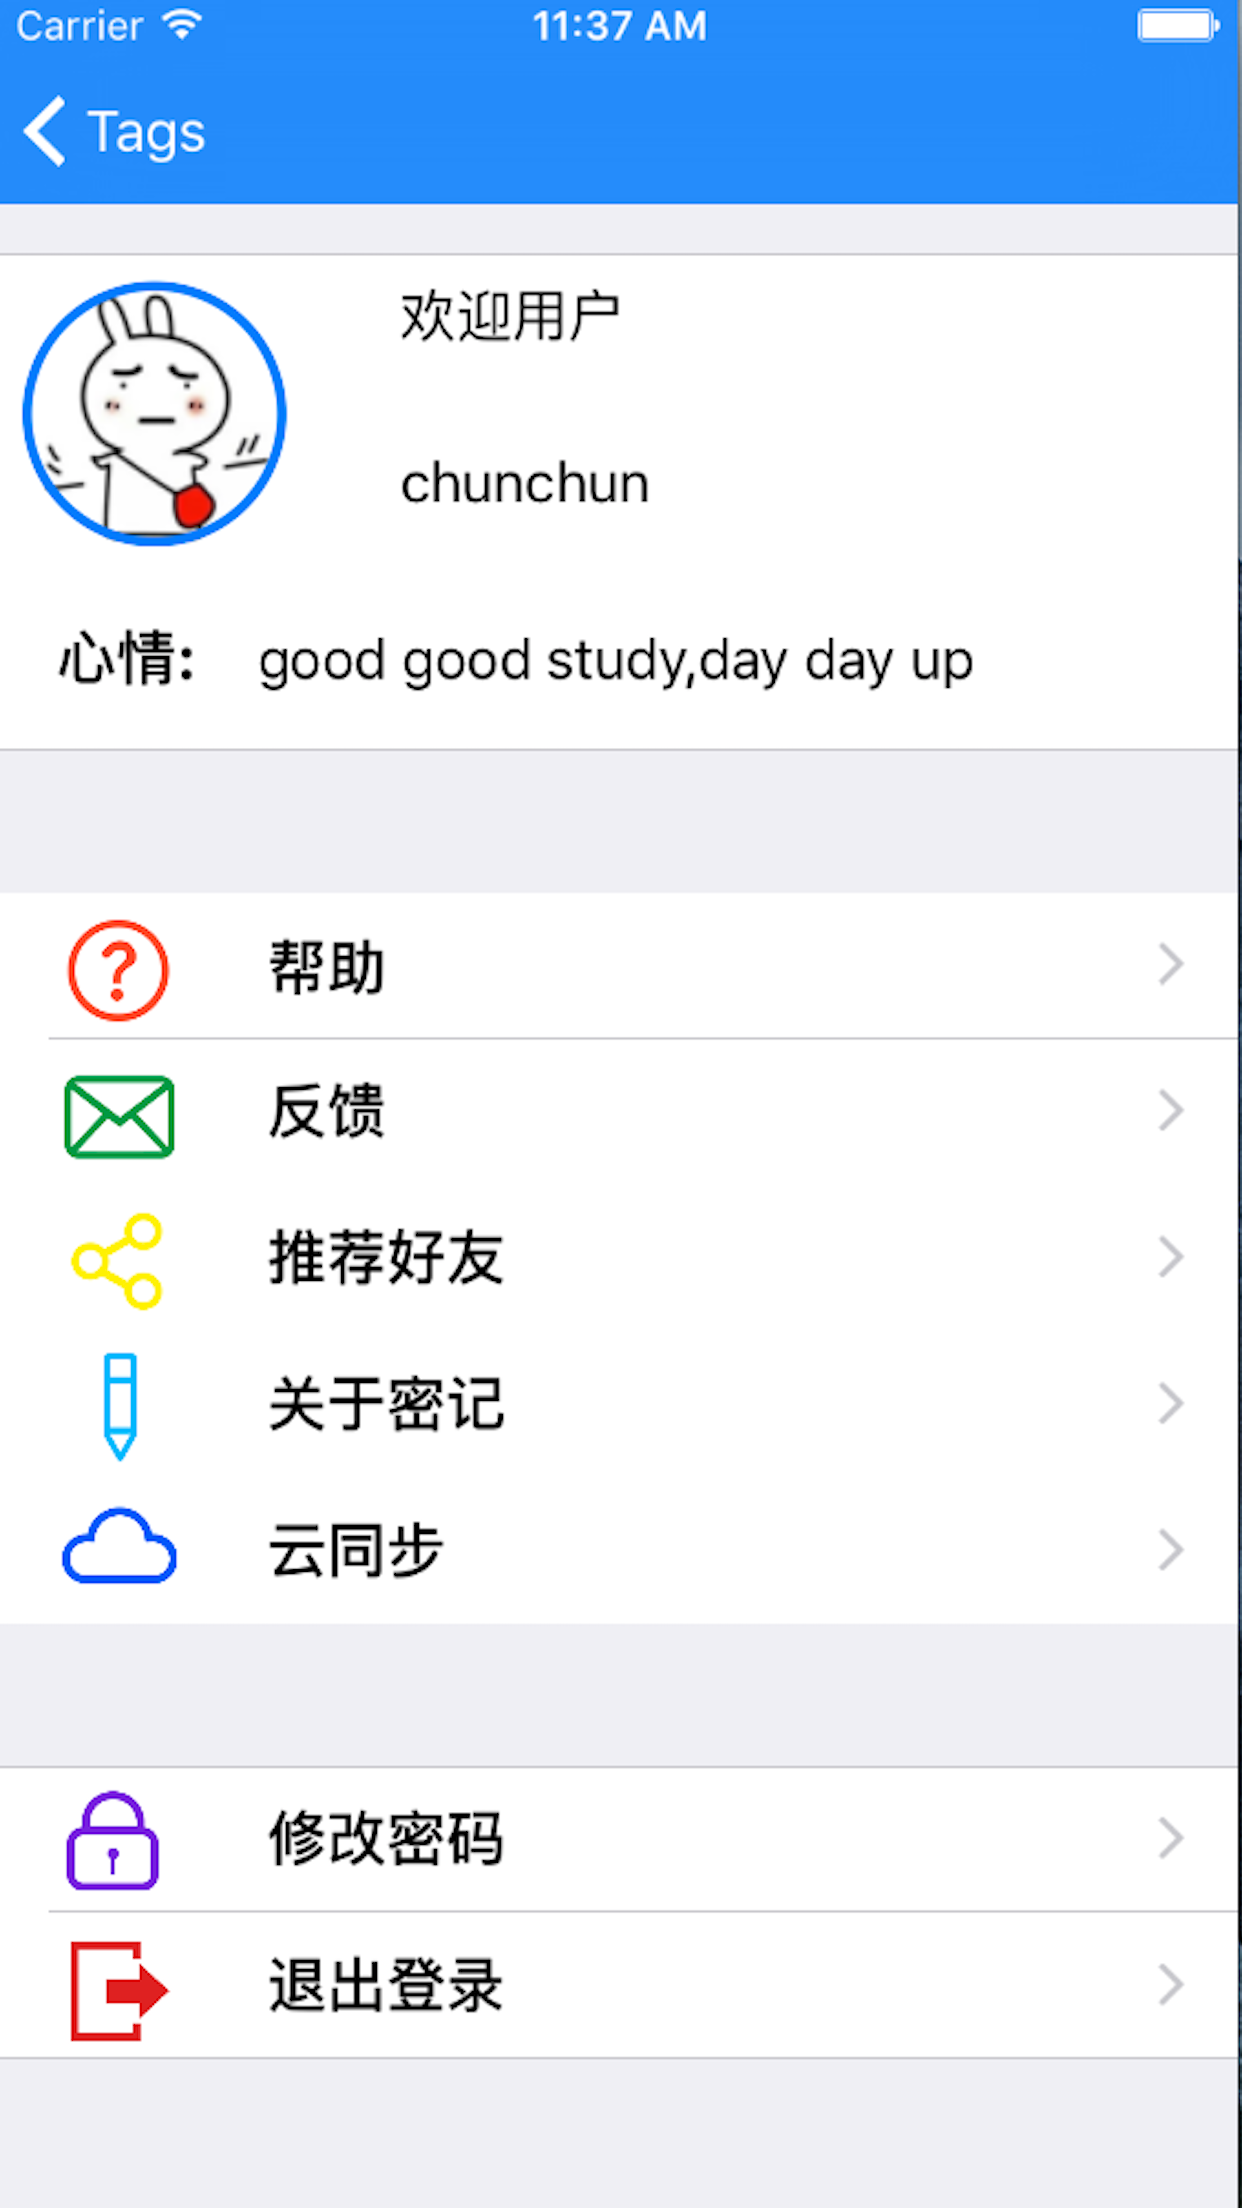 Carrier 11:37 AM
Tags
欢迎用户
chunchun
心情: good good study,day day up
帮助
反馈
推荐好友
关于密记
云同步
修改密码
退出登录